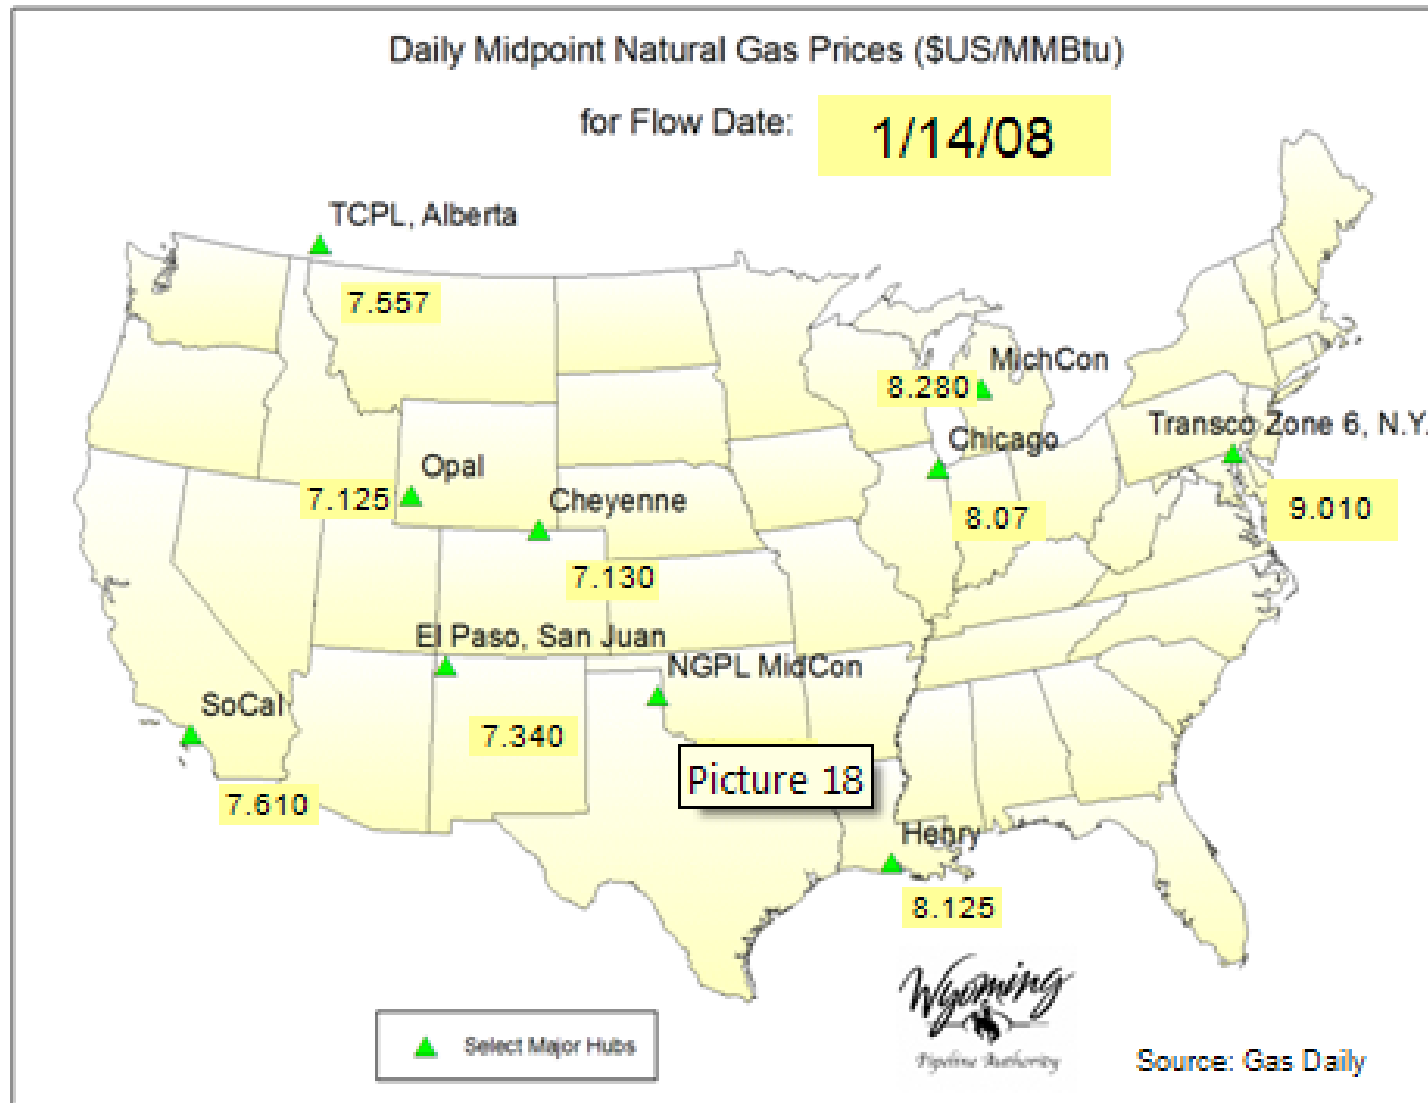 Daily Midpoint Natural Gas Prices ($US/MMBtu)
for Flow Date:
1/14/08
TCPL, Alberta
7.557
MichCon
8.280
Transco Zone 6, N.Y.
9.010
Chicago
8.07
Opal
7.125
Cheyenne
7.130
El Paso, San Juan
7.340
NGPL MidCon
Picture 18
SoCal
7.610
Henry
8.125
Wyoming
Pipeline Authority
Select Major Hubs
Source: Gas Daily